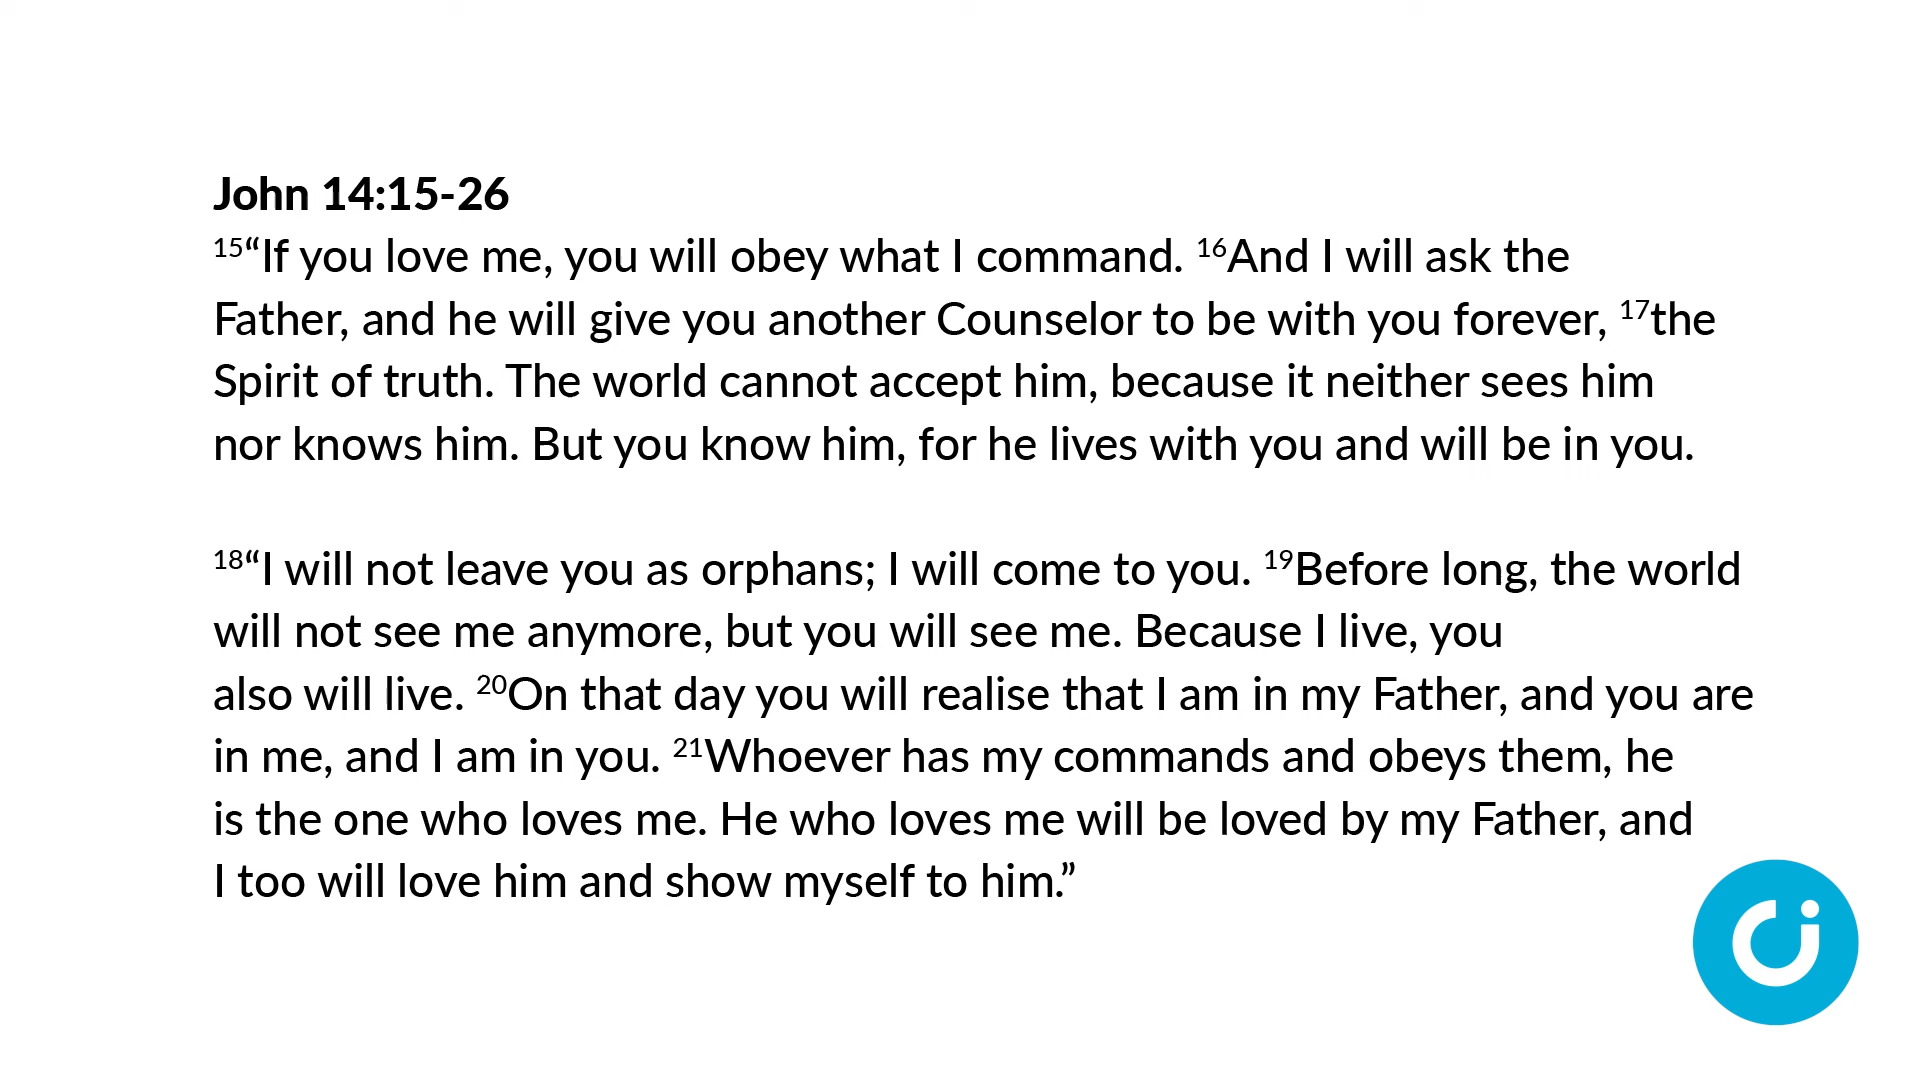 John 14:15-26
15“If you love me, you will obey what I command. 16And I will ask the
Father, and he will give you another Counselor to be with you forever, 17the
Spirit of truth. The world cannot accept him, because it neither sees him
nor knows him. But you know him, for he lives with you and will be in you.
18“I will not leave you as orphans; I will come to you. 19Before long, the world
will not see me anymore, but you will see me. Because I live, you
also will live. 20On that day you will realise that I am in my Father, and you are
in me, and I am in you. 21Whoever has my commands and obeys them, he
is the one who loves me. He who loves me will be loved by my Father, and
I too will love him and show myself to him.”